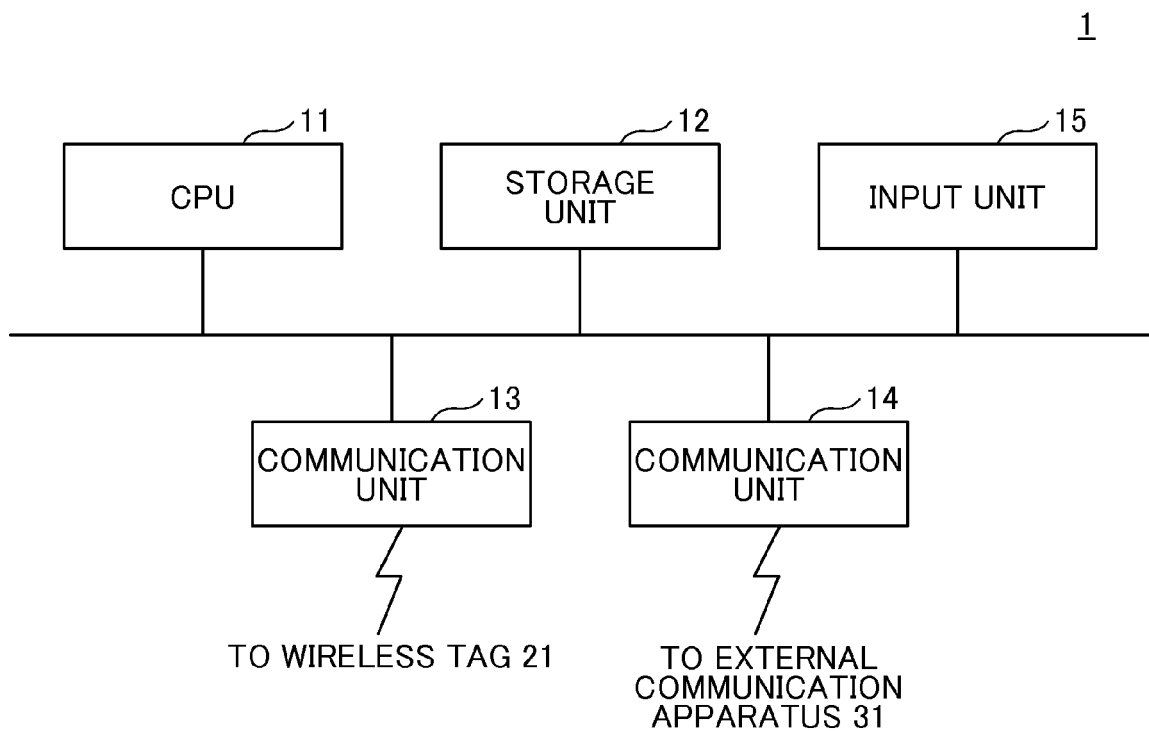 1
11
12
15
CPU
STORAGE
UNIT
INPUT UNIT
13
14
COMMUNICATION
UNIT
COMMUNICATION
UNIT
TO WIRELESS TAG 21
TO EXTERNAL
COMMUNICATION
APPARATUS 31